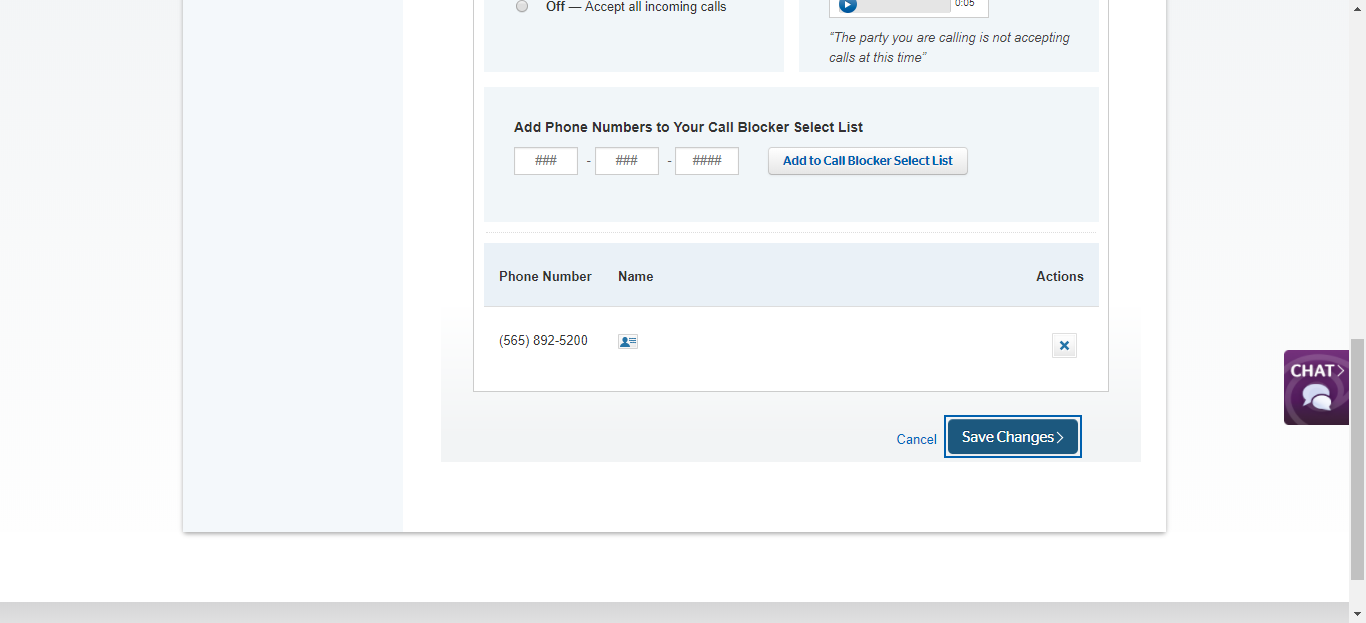 Off — Accept all incoming calls
0:05
"The party you are calling is not accepting
calls at this time"
Add Phone Numbers to Your Call Blocker Select List
### - ### - #### Add to Call Blocker Select List
Phone Number Name Actions
(565) 892-5200
CHAT
Cancel Save Changes